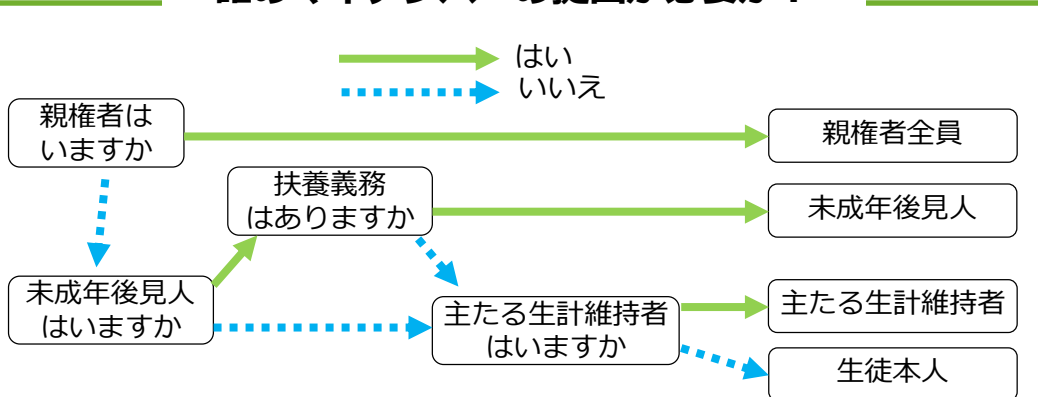 はい
いいえ
親権者は
いますか
親権者全員
扶養義務
はありますか
未成年後見人
未成年後見人
はいますか
主たる生計維持者
はいますか
主たる生計維持者
生徒本人